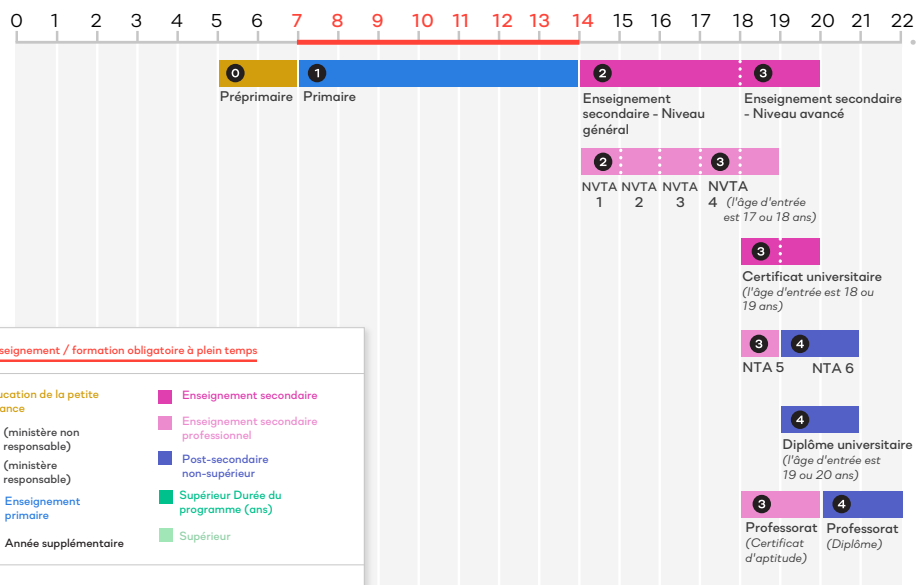 0 1 2 3 4 5 6 7 8 9 10 11 12 13 14 15 16 17 18 19 20 21 22
0
Préprimaire
1
Primaire
2
Enseignement
secondaire - Niveau
général
3
Enseignement secondaire
- Niveau avancé
2 3
NVTA NVTA NVTA NVTA
1 2 3 4 (l'âge d'entrée
est 17 ou 18 ans)
3
Certificat universitaire
(l'âge d'entrée est 18 ou
19 ans)
3 4
NTA 5 NTA 6
4
Diplôme universitaire
(l'âge d'entrée est
19 ou 20 ans)
3
Professorat
(Certificat
d'aptitude)
4
Professorat
(Diplôme)
seignement / formation obligatoire à plein temps
ucation de la petite
ance
(ministère non
responsable)
(ministère
responsable)
Enseignement
primaire
Année supplémentaire
Enseignement secondaire
Enseignement secondaire
professionnel
Post-secondaire
non-supérieur
Supérieur Durée du
programme (ans)
Supérieur